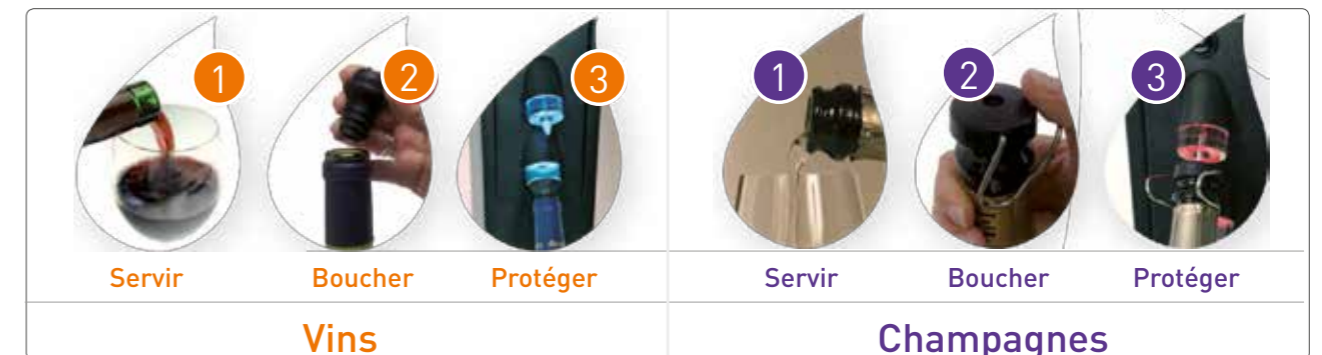 1 2 3 1 2 3
Servir Boucher Protéger Servir Boucher Protéger
Vins Champagnes